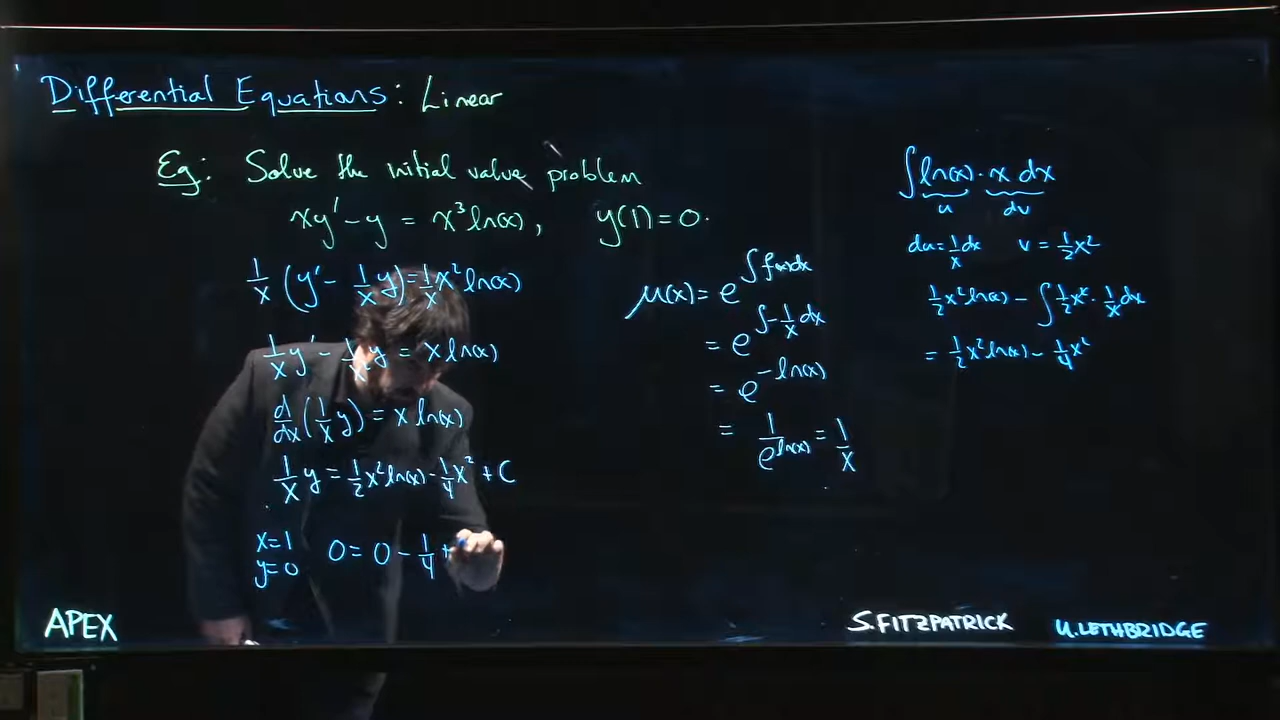 Differential Equations: Linear
Eg: Solve the initial value problem
xy' - y = x³ ln(x), y(1) = 0.
1/x (y' - 1/x y) = 1/x x² ln(x)
1/x y' - 1/x² y = x ln(x)
d/dx (1/x y) = x ln(x)
1/x y = 1/2 x² ln(x) - 1/4 x² + C
x=1 0 = 0 - 1/4 +
y=0
μ(x) = e^∫f(x)dx
= e^∫-1/x dx
= e^-ln(x)
= 1/e^ln(x) = 1/x
∫ ln(x) · x dx
u dv
du = 1/x dx v = 1/2 x²
1/2 x² ln(x) - ∫ 1/2 x² · 1/x dx
= 1/2 x² ln(x) - 1/4 x²
APEX
S. FITZPATRICK
U. LETHBRIDGE